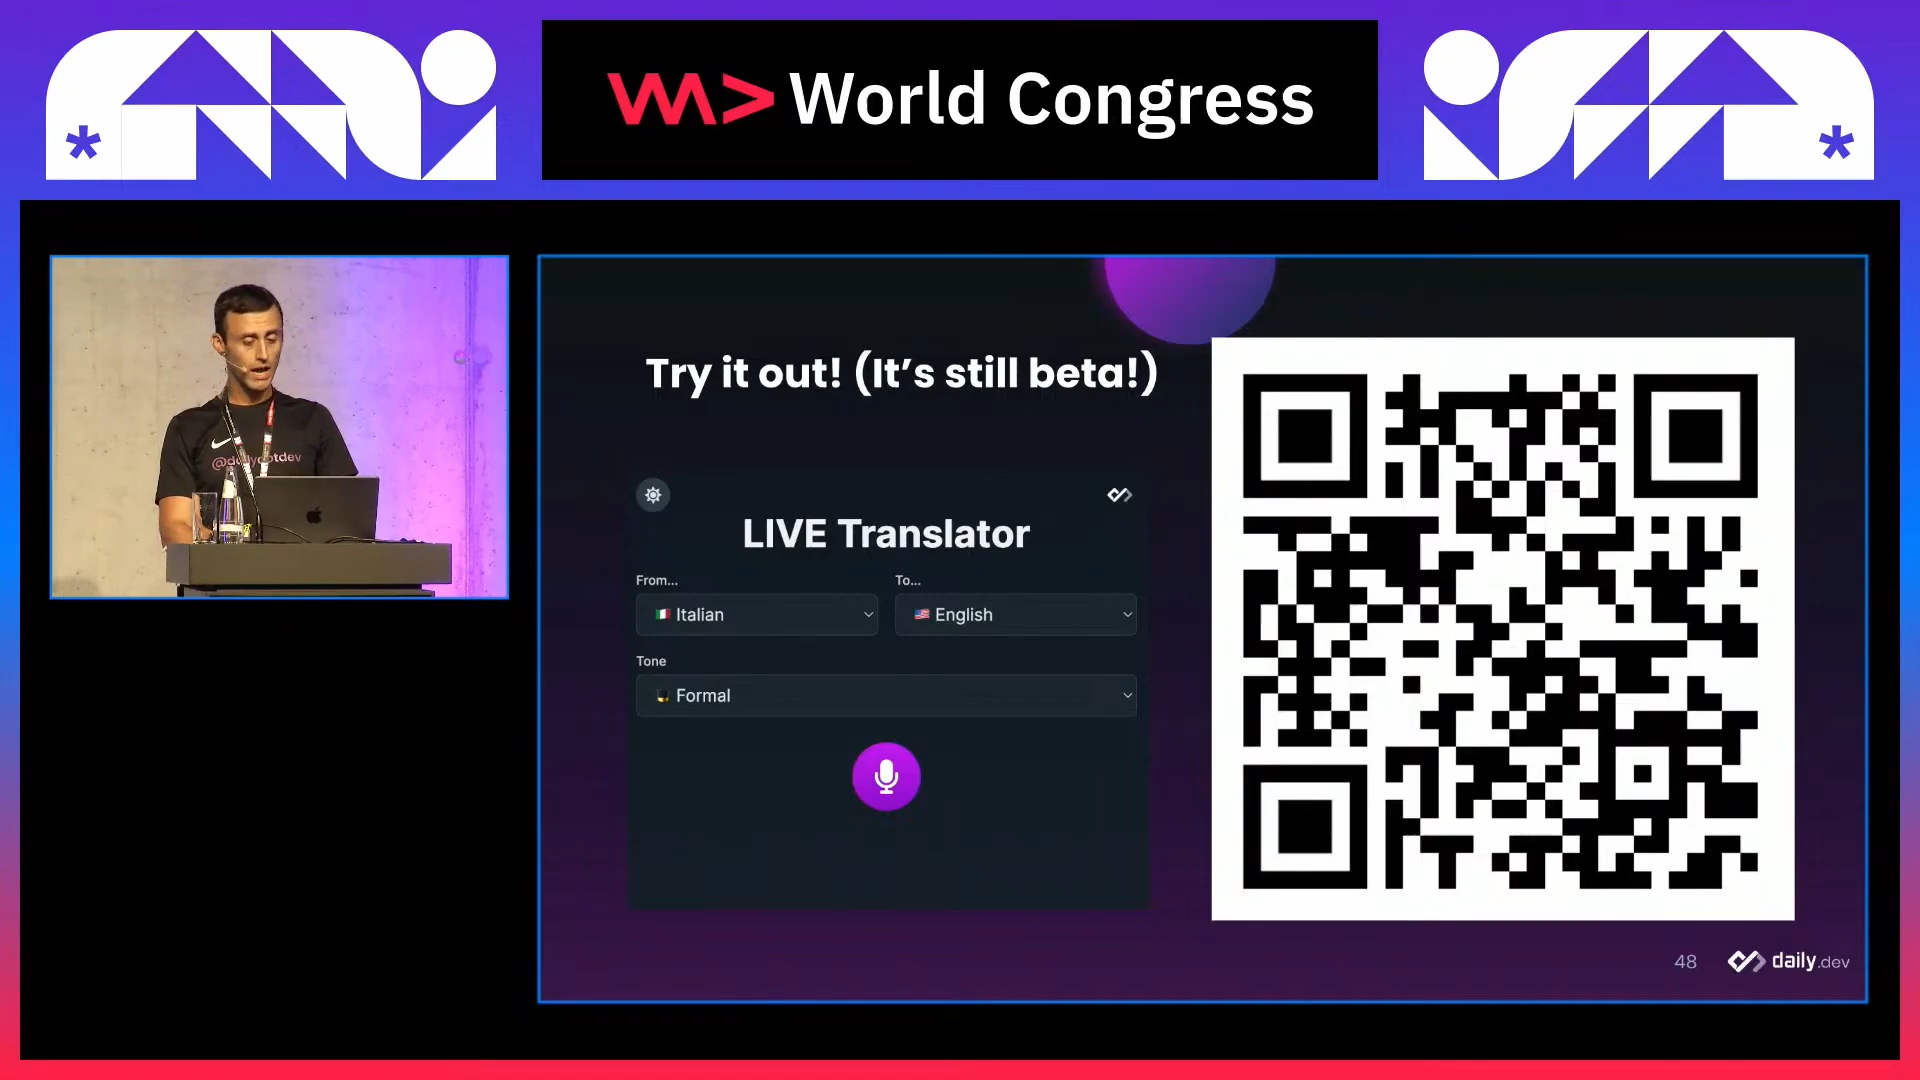 World Congress
@dailydotdev
Try it out! (It's still beta!)
LIVE Translator
From...
To...
Italian
English
Tone
Formal
48
daily.dev